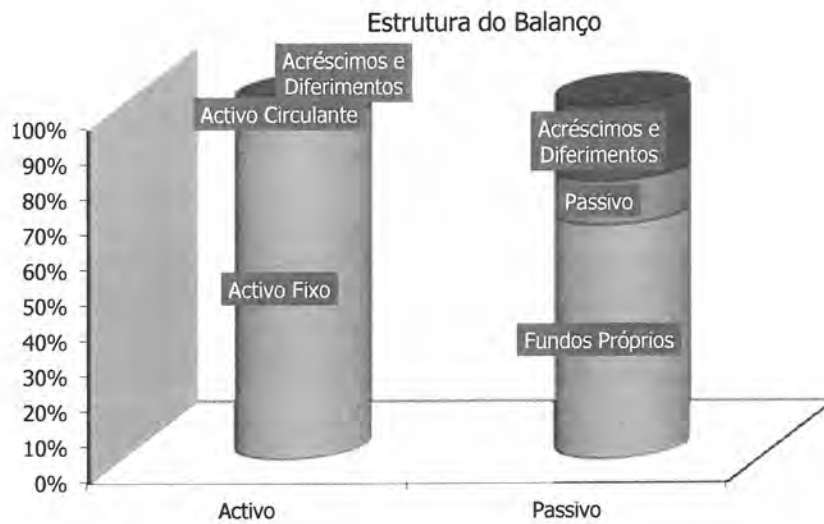 Estrutura do Balanço
Acréscimos e
Diferimentos
Activo Circulante
Activo Fixo
Acréscimos e
Diferimentos
Passivo
Fundos Próprios
100%
90%
80%
70%
60%
50%
40%
30%
20%
10%
0%
Activo
Passivo